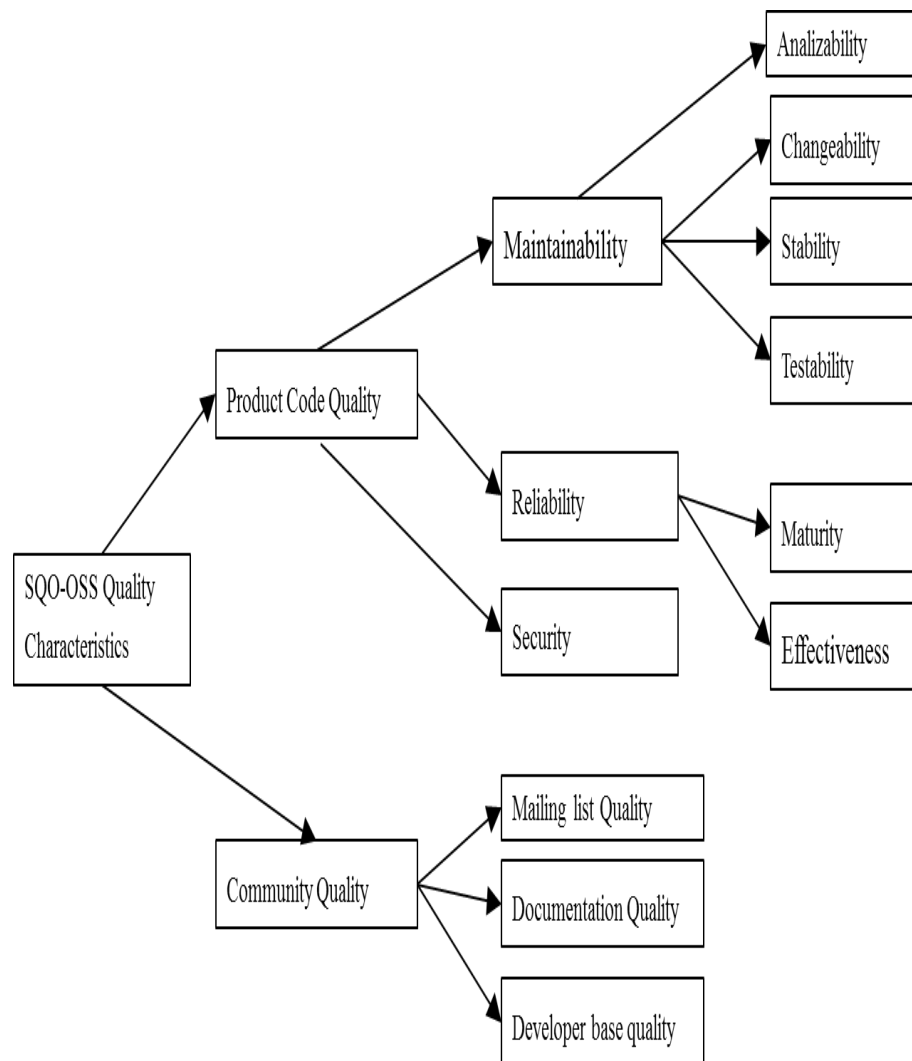 Analizability
Changeability
Maintainability
Stability
Testability
Product Code Quality
Reliability
Maturity
SQO-OSS Quality
Characteristics
Security
Effectiveness
Mailing list Quality
Community Quality
Documentation Quality
Developer base quality